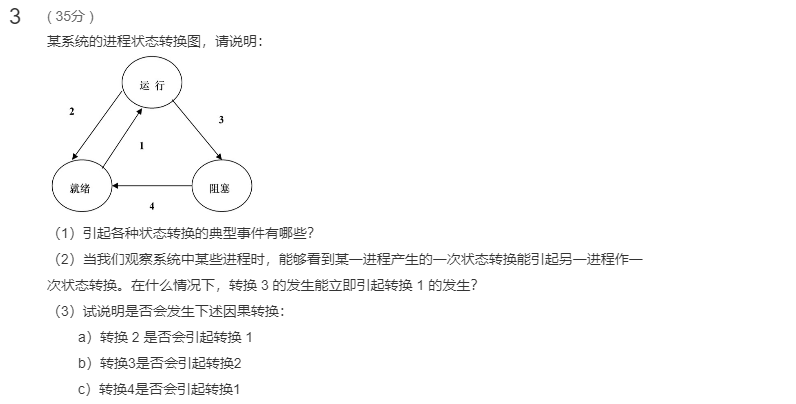 3 （35分）
某系统的进程状态转换图，请说明：
运 行
2
3
1
就绪
阻塞
4
（1）引起各种状态转换的典型事件有哪些？
（2）当我们观察系统中某些进程时，能够看到某一进程产生的一次状态转换能引起另一进程作一
次状态转换。在什么情况下，转换 3 的发生能立即引起转换 1 的发生？
（3）试说明是否会发生下述因果转换：
a）转换 2 是否会引起转换 1
b）转换3是否会引起转换2
c）转换4是否会引起转换1